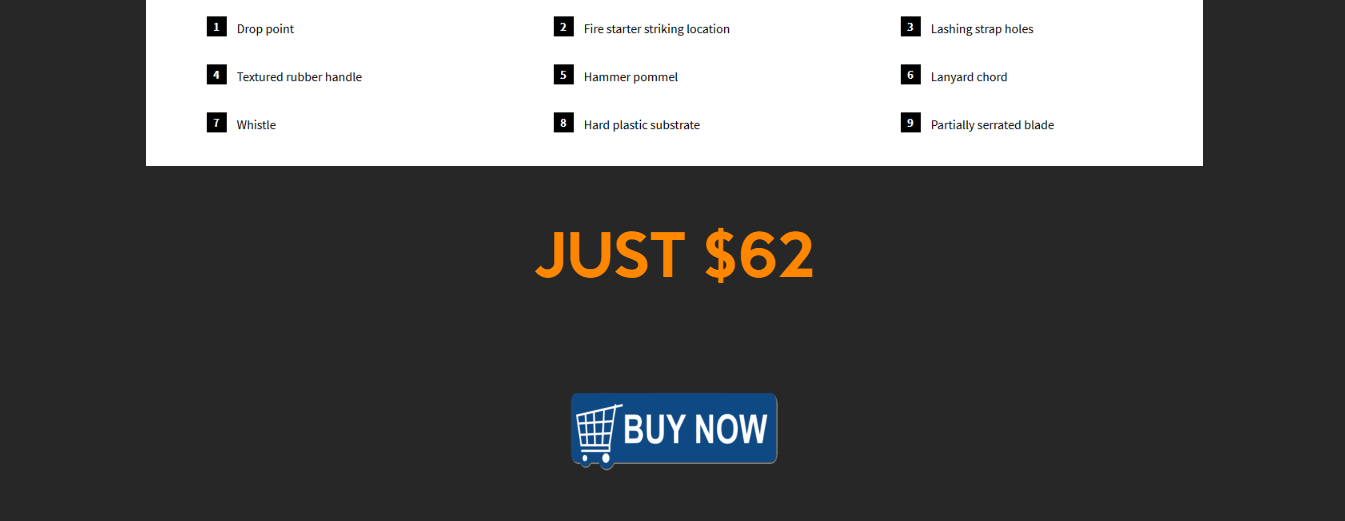 1 Drop point
2 Fire starter striking location
3 Lashing strap holes
4 Textured rubber handle
5 Hammer pommel
6 Lanyard chord
7 Whistle
8 Hard plastic substrate
9 Partially serrated blade
JUST $62
BUY NOW